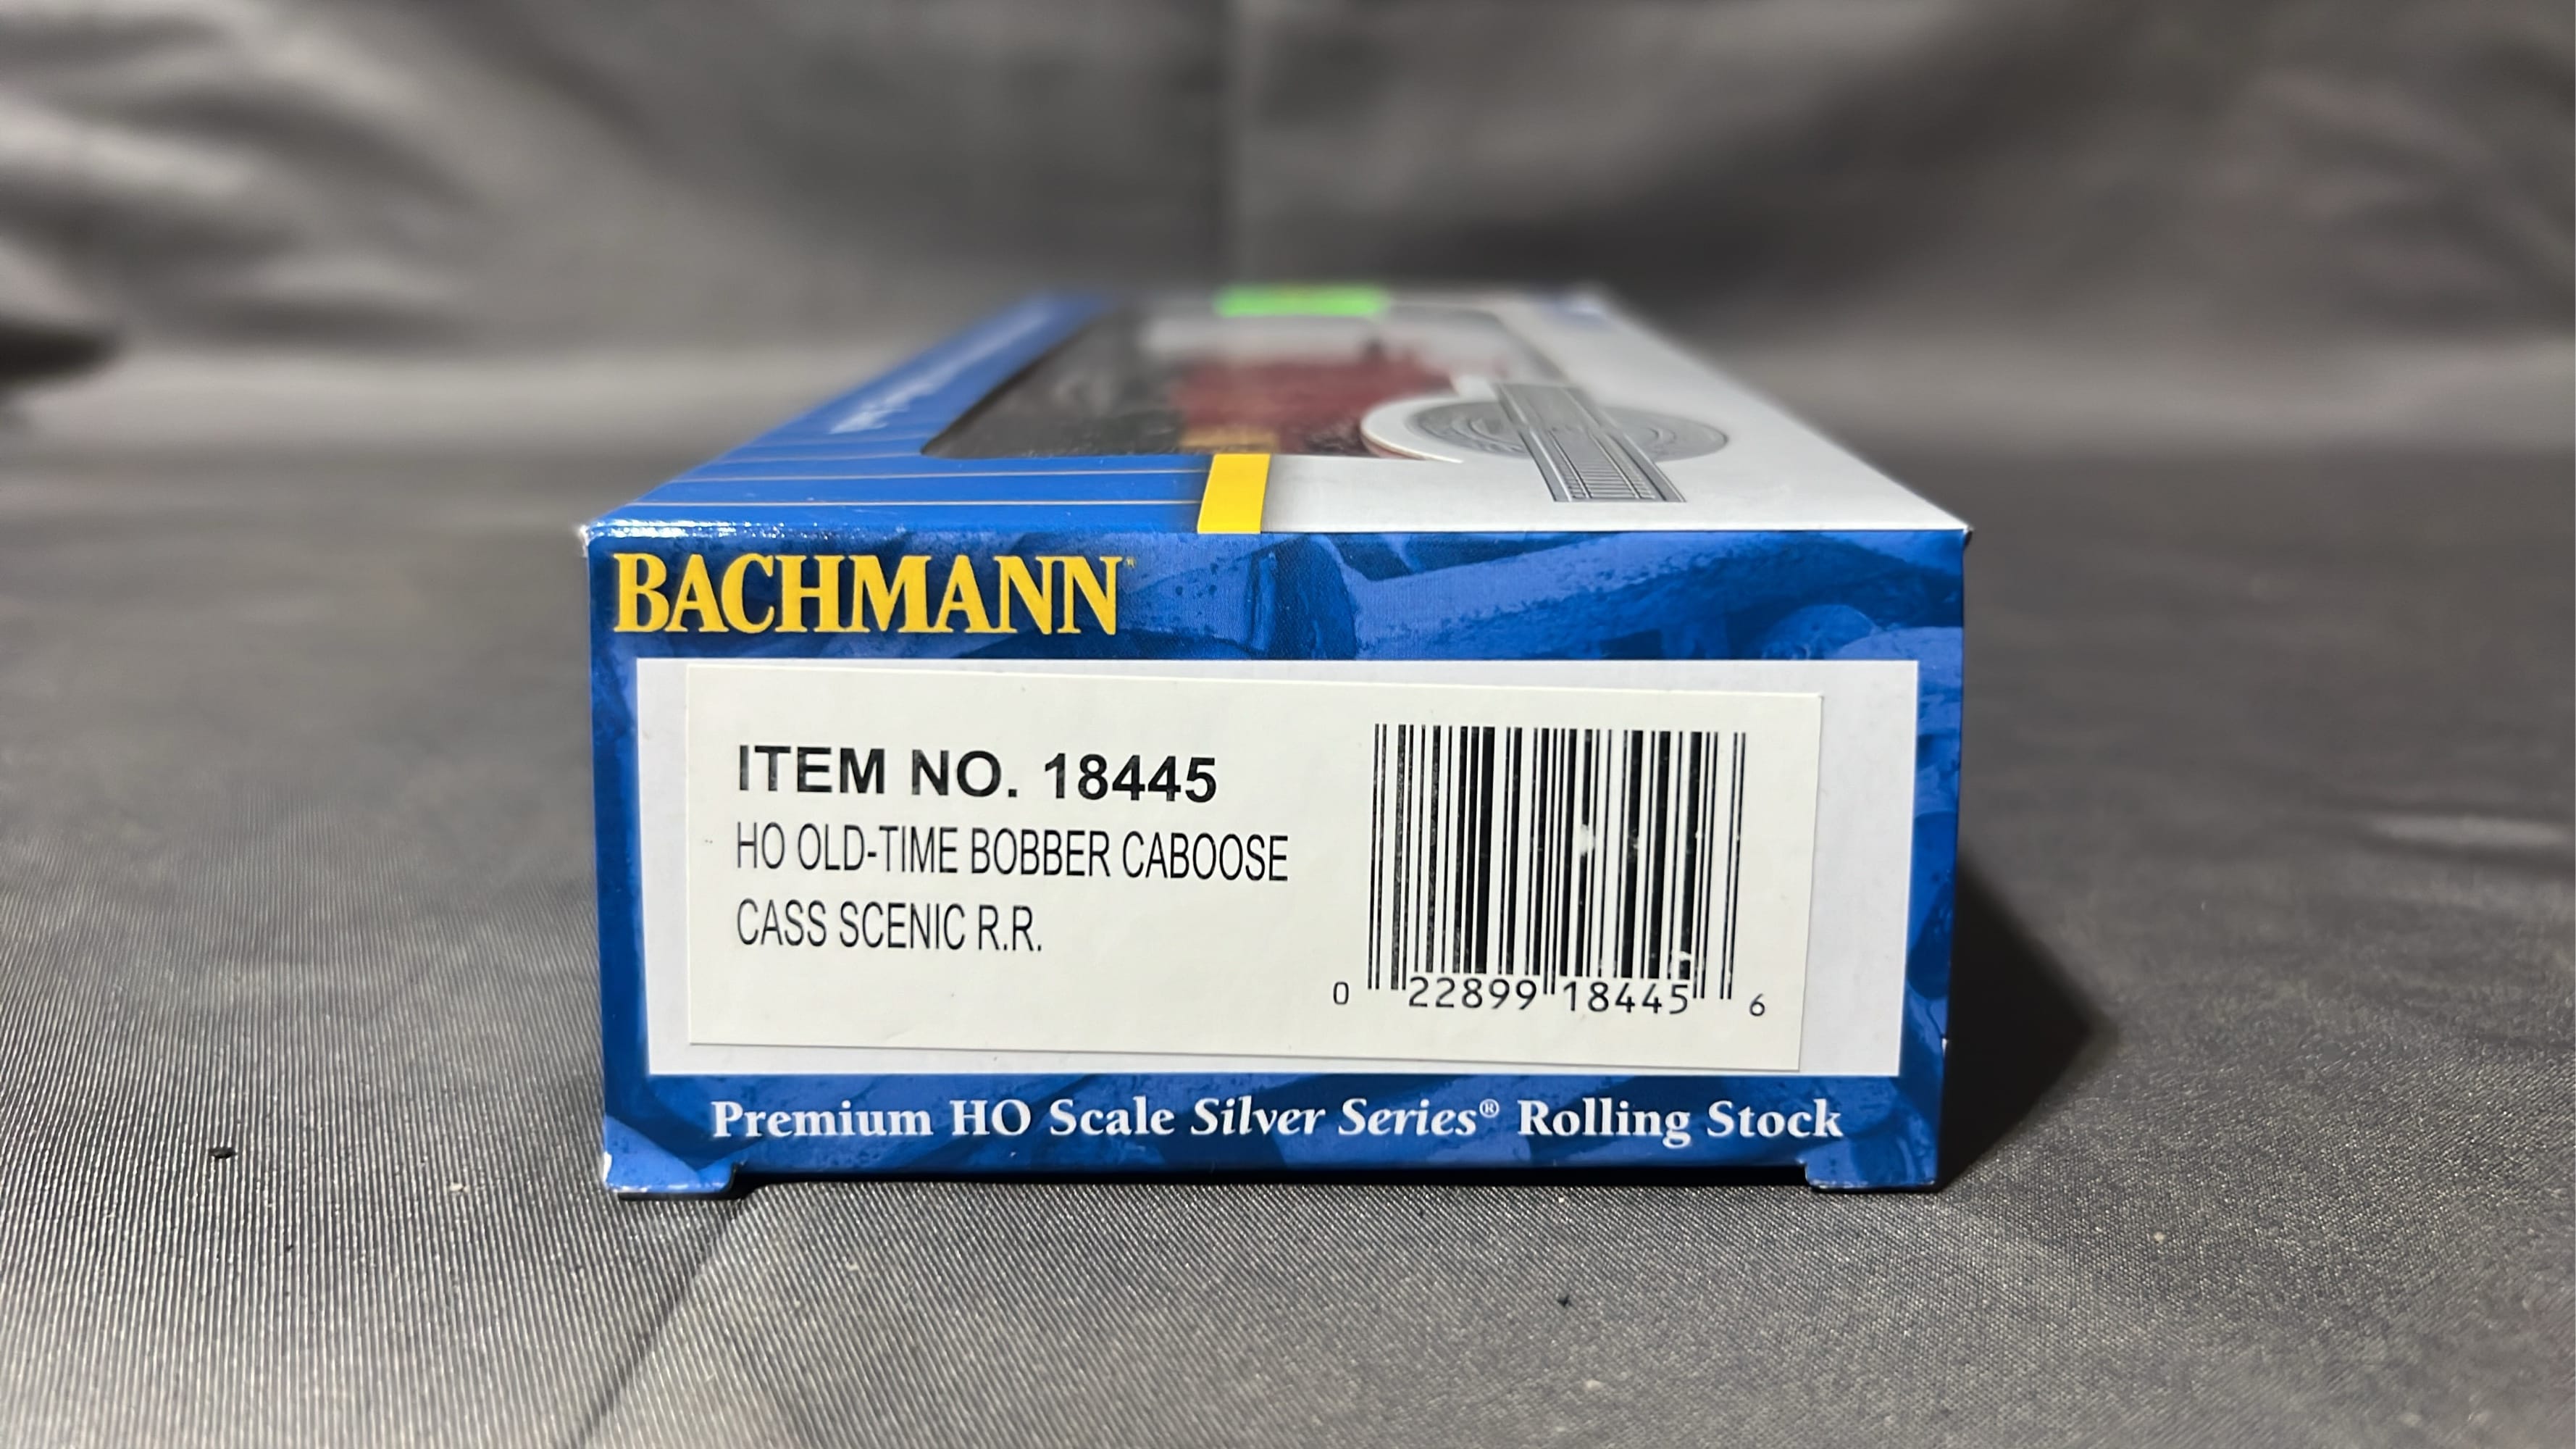 BACHMANN
ITEM NO. 18445
HO OLD-TIME BOBBER CABOOSE
CASS SCENIC R.R.
0 22899 18445 6
Premium HO Scale Silver Series® Rolling Stock